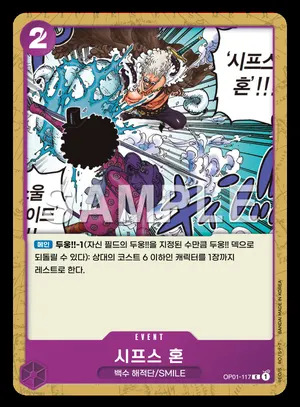 2
'시프스
혼'!!
SAMPLE
메인 두웅!!-1(자신 필드의 두웅!!을 지정된 수만큼 두웅!! 덱으로
되돌릴 수 있다): 상대의 코스트 6 이하인 캐릭터를 1장까지
레스트로 한다.
EVENT
시프스 혼
백수 해적단/SMILE
OP01-117 C 1